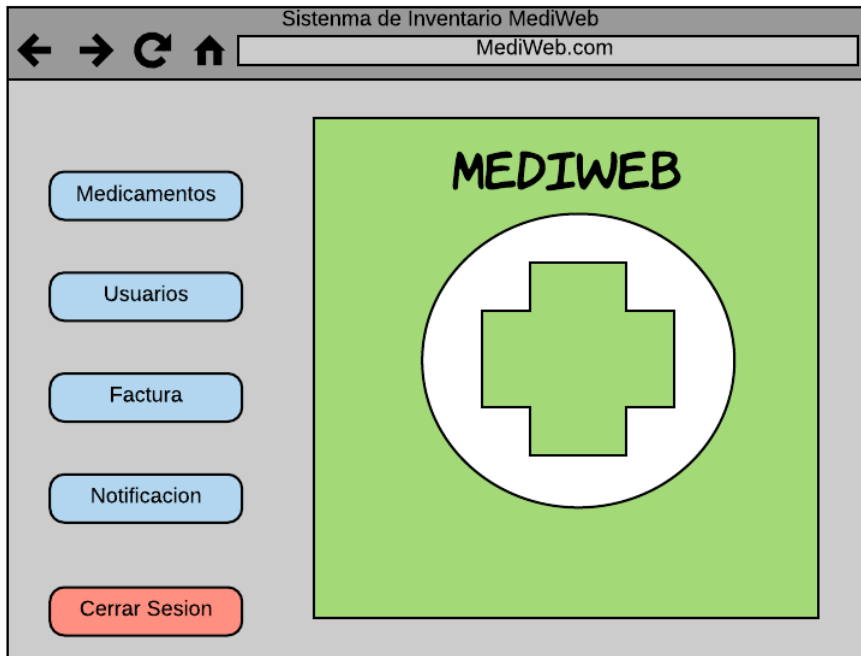 Sistenma de Inventario MediWeb
MediWeb.com
MEDIWEB
Medicamentos
Usuarios
Factura
Notificacion
Cerrar Sesion